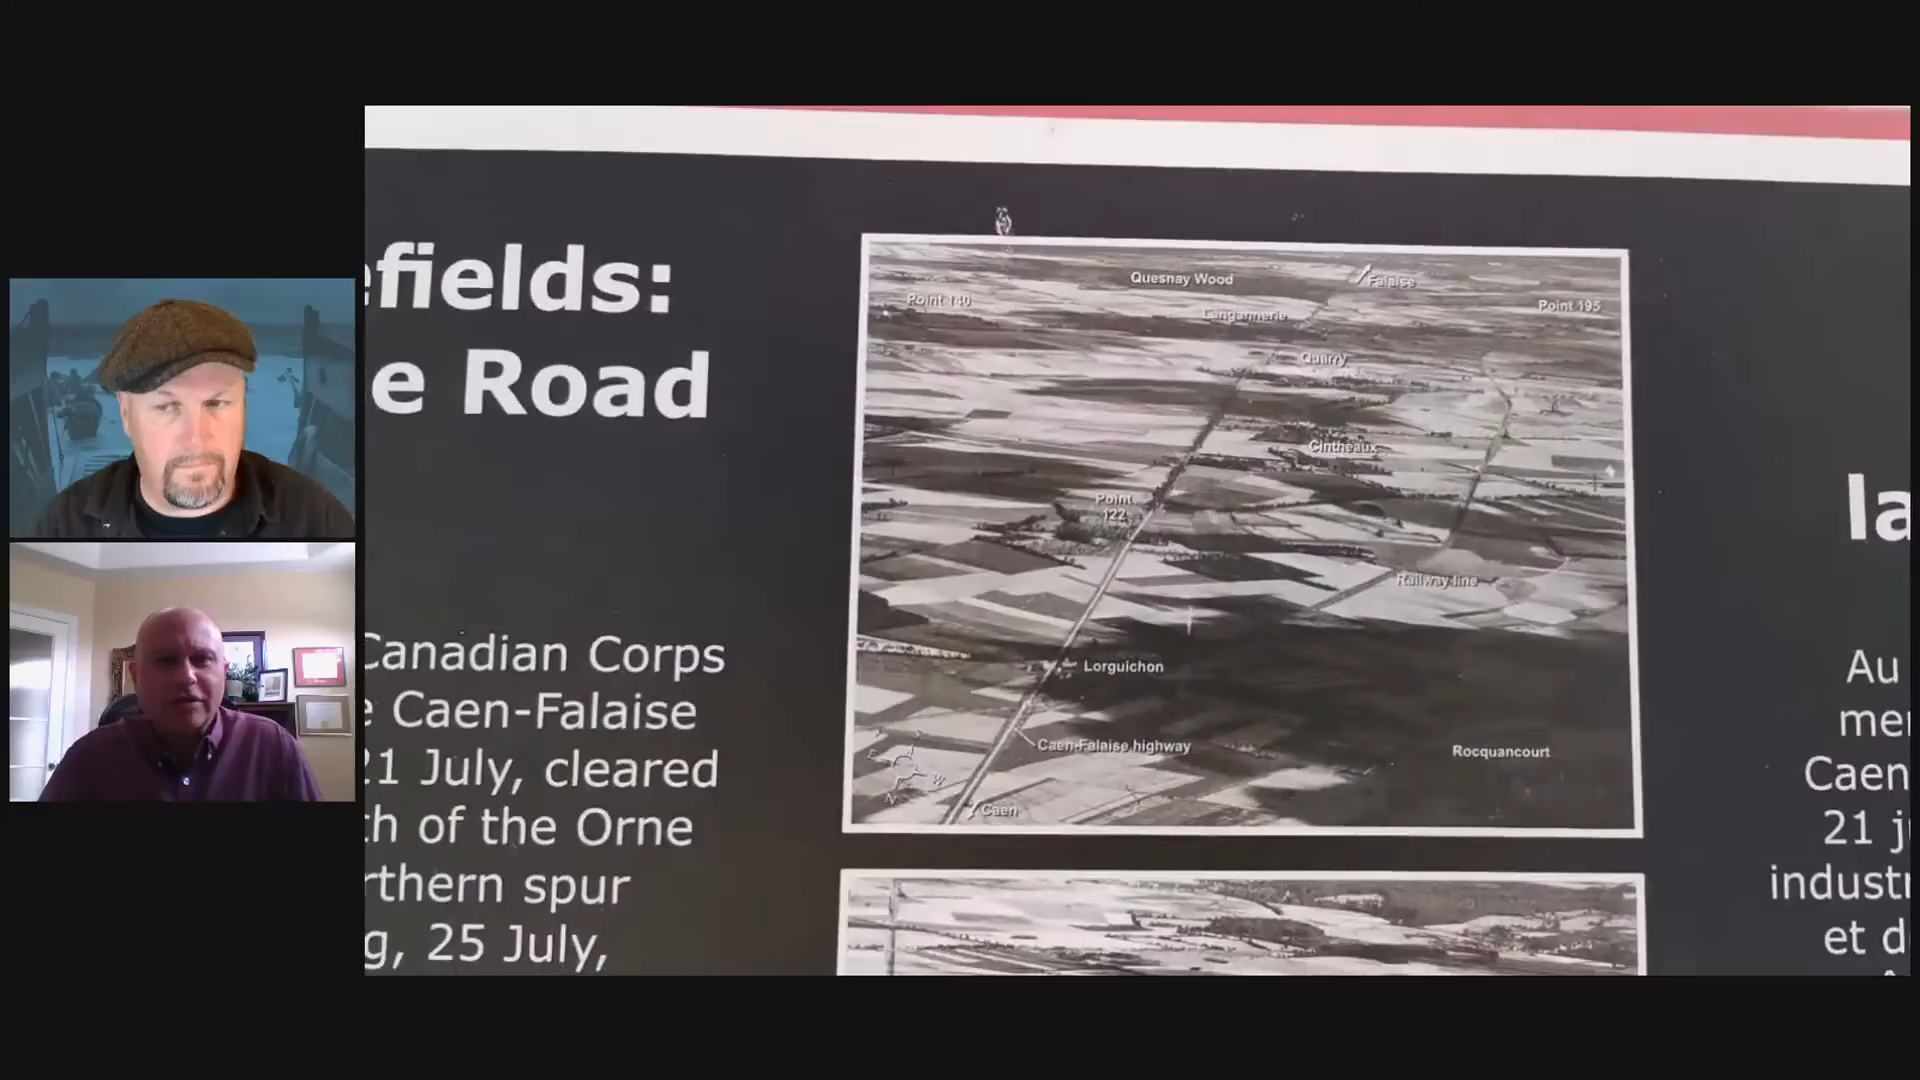 efields:
e Road
Canadian Corps
e Caen-Falaise
21 July, cleared
th of the Orne
rthern spur
g, 25 July,
Quesnay Wood
Falaise
Point 140
Point 195
Langannerie
Quarry
Cintheaux
Point
122
Railway line
Lorguichon
Caen-Falaise highway
Rocquancourt
S
E
W
N
Caen
la
Au
mer
Caen
21 j
industr
et d